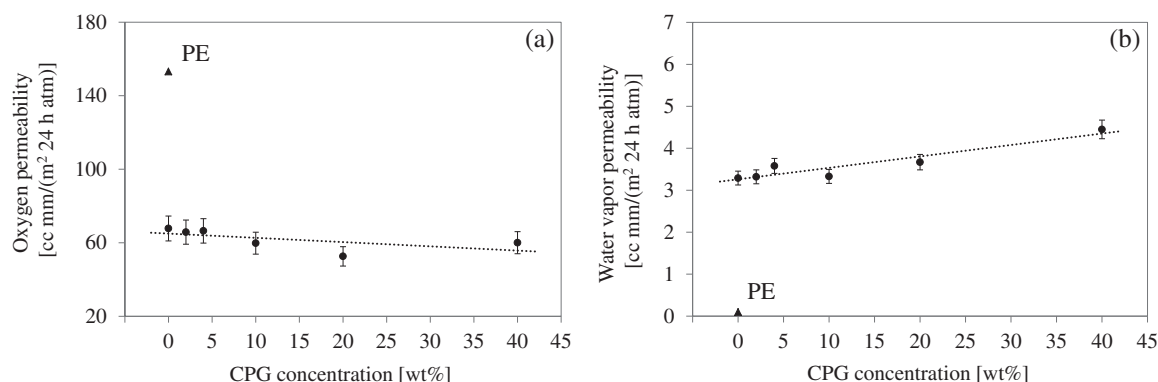 (a)
PE
Oxygen permeability
[cc mm/(m² 24 h atm)]
180
140
100
60
20
0 5 10 15 20 25 30 35 40 45
CPG concentration [wt%]
(b)
PE
Water vapor permeability
[cc mm/(m² 24 h atm)]
7
6
5
4
3
2
1
0
0 5 10 15 20 25 30 35 40 45
CPG concentration [wt%]